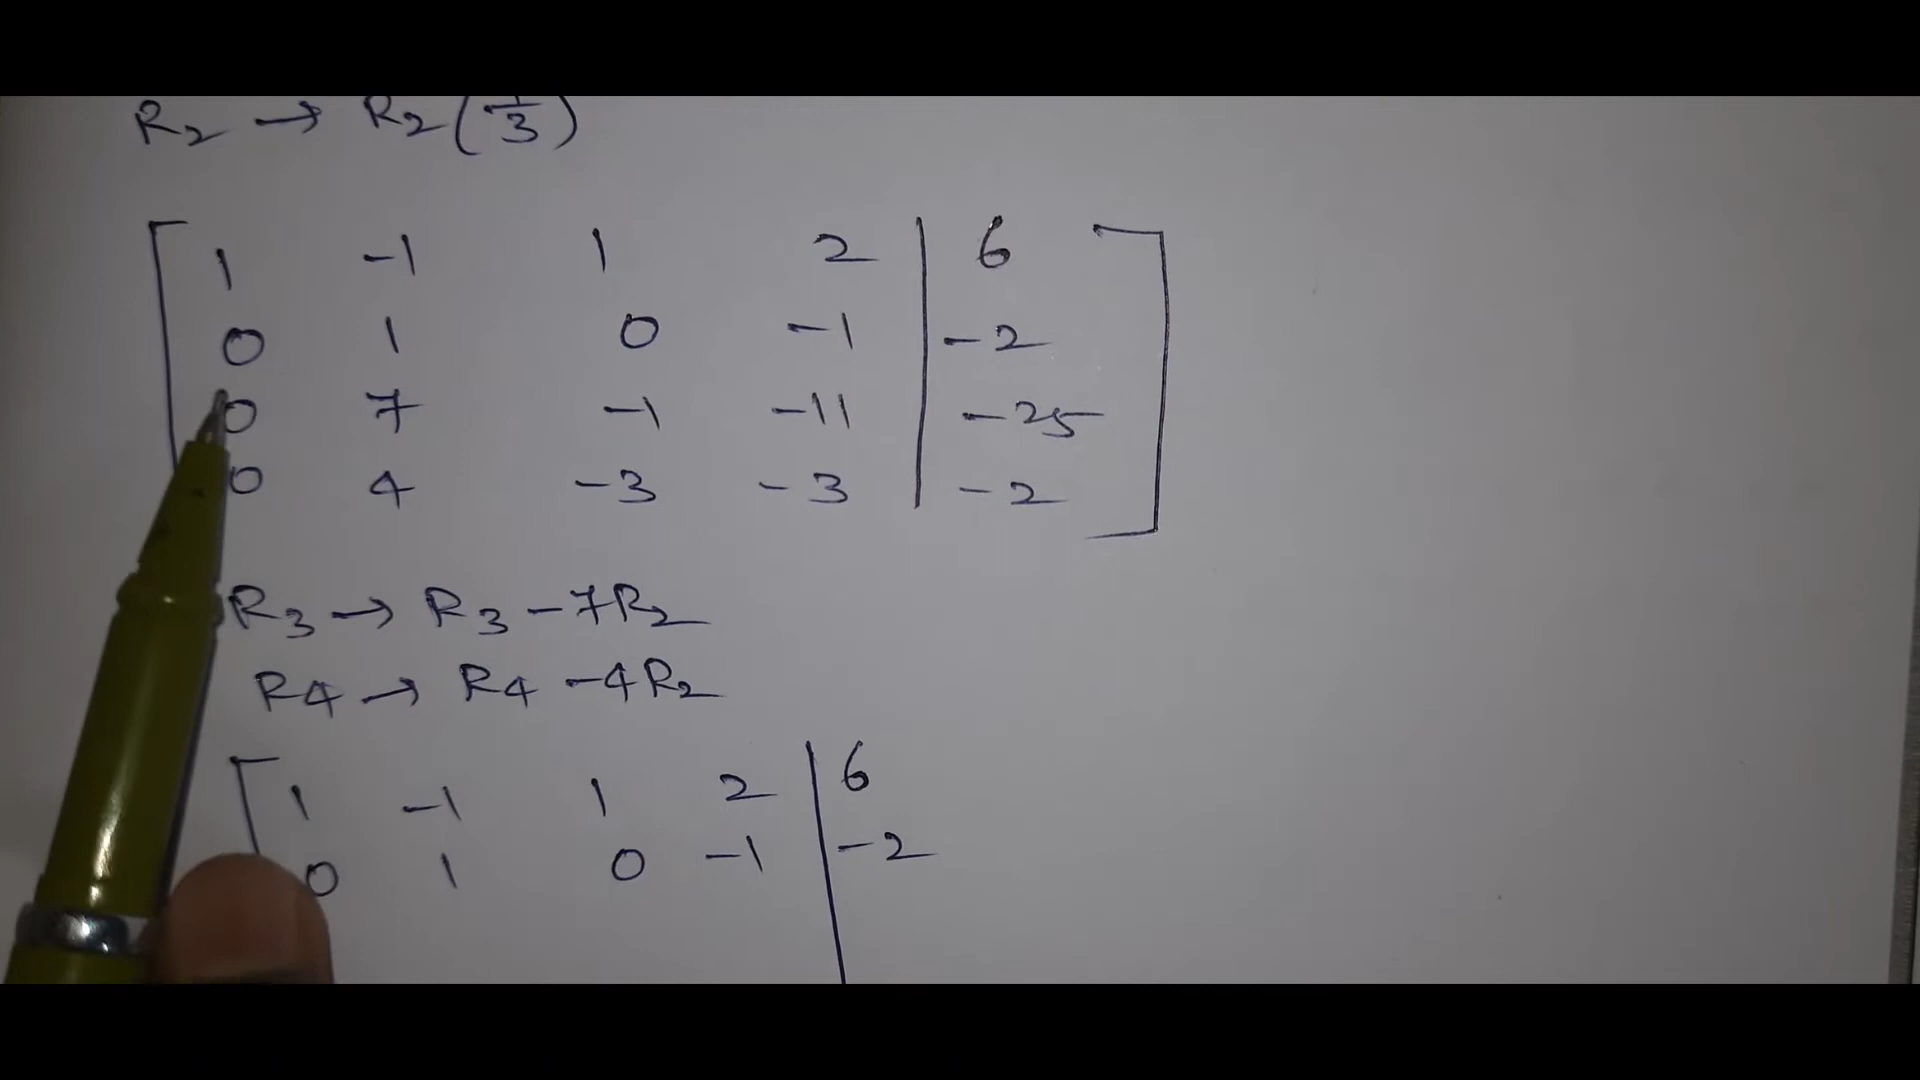 R2 → R2(1/3)
1 -1 1 2 | 6
0 1 0 -1 | -2
0 7 -1 -11 | -25
0 4 -3 -3 | -2
R3 → R3 -7R2
R4 → R4 -4R2
1 -1 1 2 | 6
0 1 0 -1 | -2